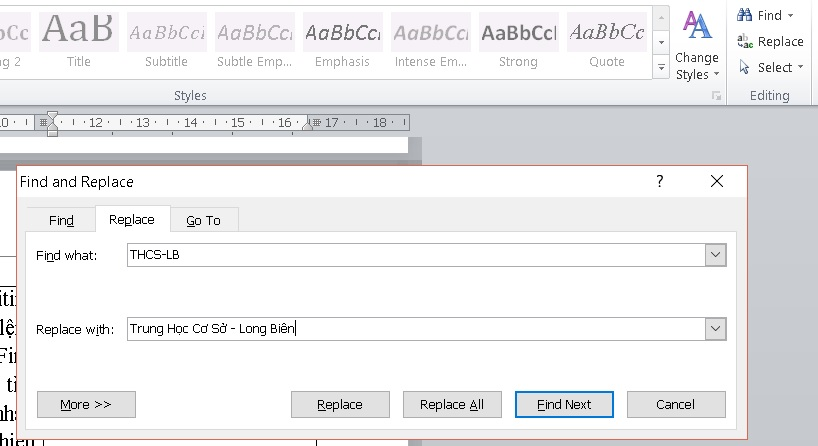 AaB AaBbCcI AaBbCcI AaBbCcI AaBbCcI AaBbCcI AaBbCc
Title Subtitle Subtle Emp... Emphasis Intense Em... Strong Quote
Change
Styles
Find
Replace
Select
Styles
Editing
12 13 14 15 16 17 18
Find and Replace
?
Find Replace Go To
Find what: THCS-LB
Replace with: Trung Học Cơ Sở - Long Biên
More >> Replace Replace All Find Next Cancel